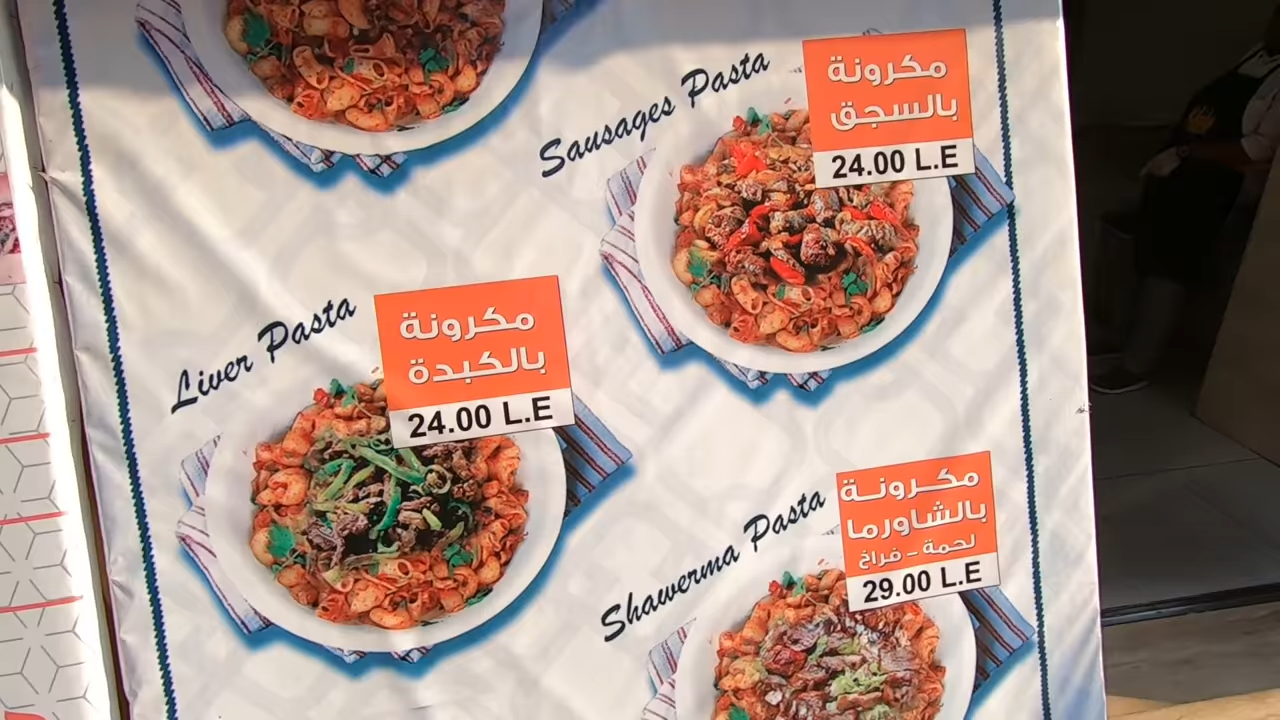 Sausages Pasta
مكرونة
بالسجق
24.00 L.E
Liver Pasta
مكرونة
بالكبدة
24.00 L.E
Shawerma Pasta
مكرونــة
بالشاورما
لحمة - فراخ
29.00 L.E